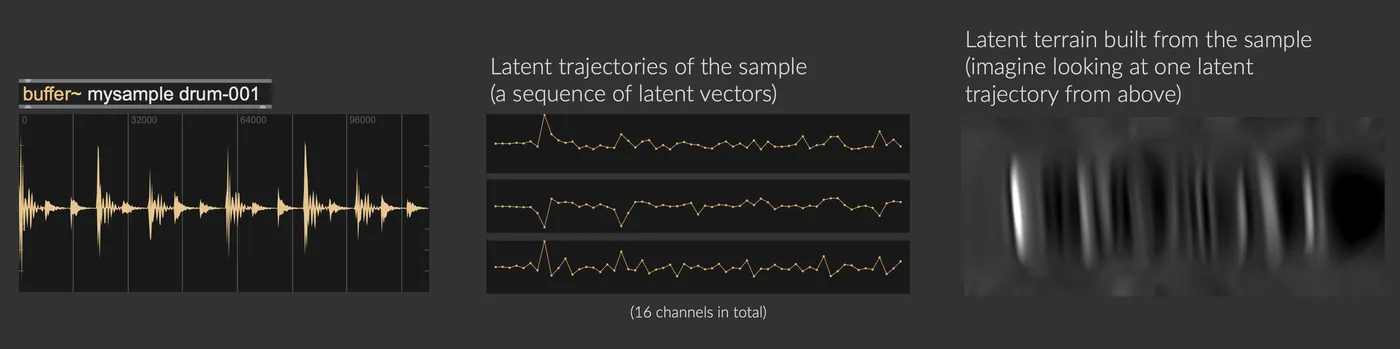 buffer~ mysample drum-001
0 32000 64000 96000
Latent trajectories of the sample
(a sequence of latent vectors)
(16 channels in total)
Latent terrain built from the sample
(imagine looking at one latent
trajectory from above)